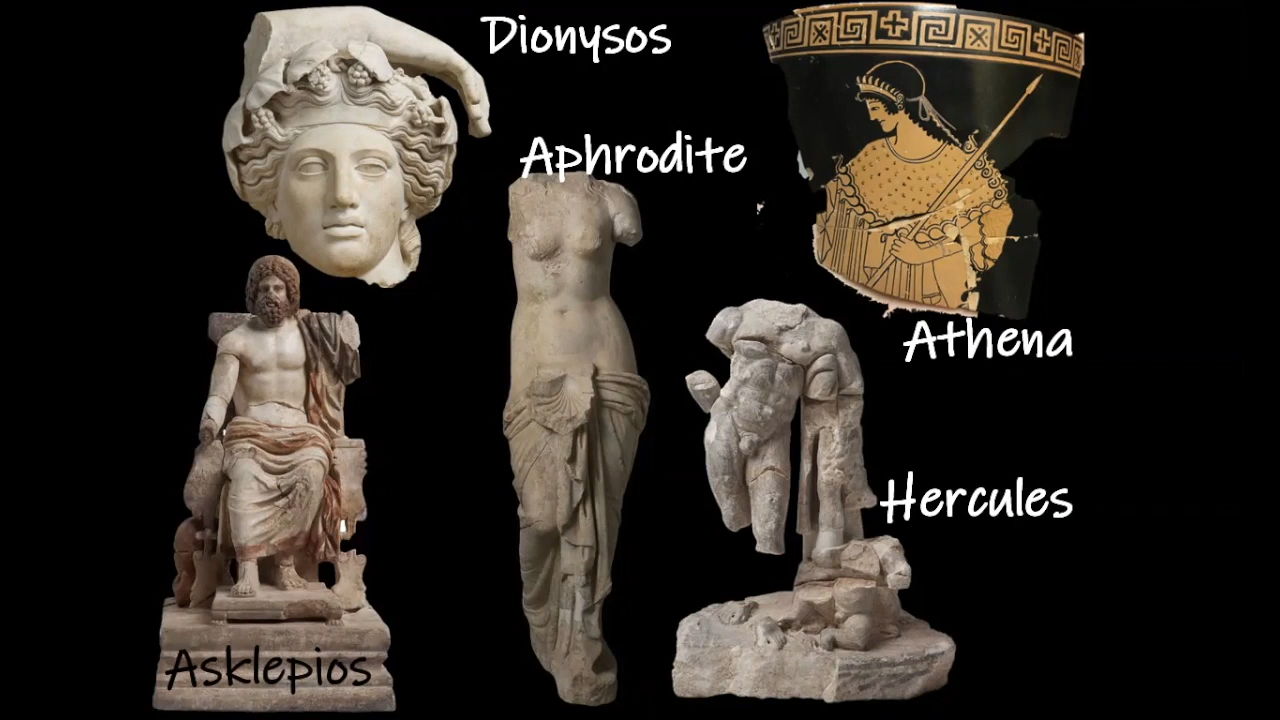 Dionysos
Aphrodite
Athena
Hercules
Asklepios